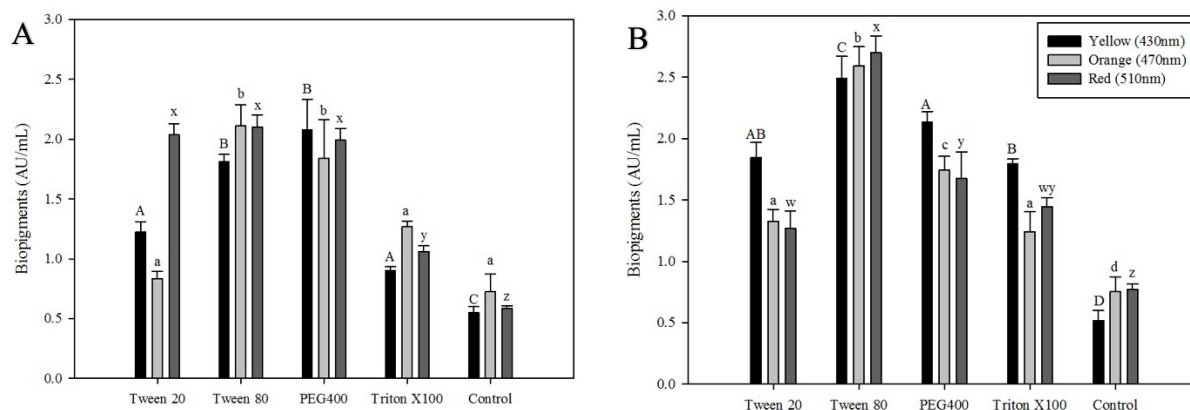 A
Biopigments (AU/mL)
3.0
2.5
2.0
1.5
1.0
0.5
0.0
A a x
B b x
B b x
A a y
C a z
Tween 20 Tween 80 PEG400 Triton X100 Control
B
Biopigments (AU/mL)
3.0
2.5
2.0
1.5
1.0
0.5
0.0
AB a w
C b x
A c y
B a wy
D d z
Yellow (430nm)
Orange (470nm)
Red (510nm)
Tween 20 Tween 80 PEG400 Triton X100 Control